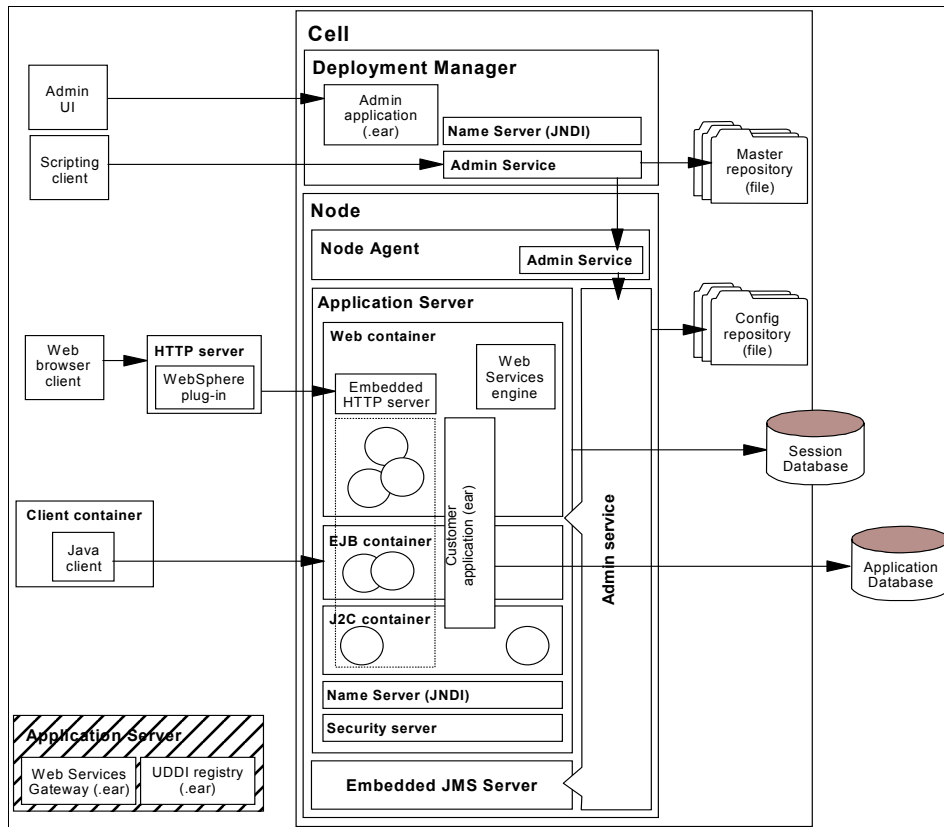 Cell
Deployment Manager
Admin
UI
Admin
application
(.ear)
Name Server (JNDI)
Scripting
client
Admin Service
Master
repository
(file)
Node
Node Agent
Admin Service
Application Server
Web container
Config
repository
(file)
Web
browser
client
HTTP server
WebSphere
plug-in
Embedded
HTTP server
Web
Services
engine
Session
Database
Customer
application (ear)
Admin service
Client container
Java
client
EJB container
Application
Database
J2C container
Name Server (JNDI)
Security server
Application Server
Web Services
Gateway (.ear)
UDDI registry
(.ear)
Embedded JMS Server